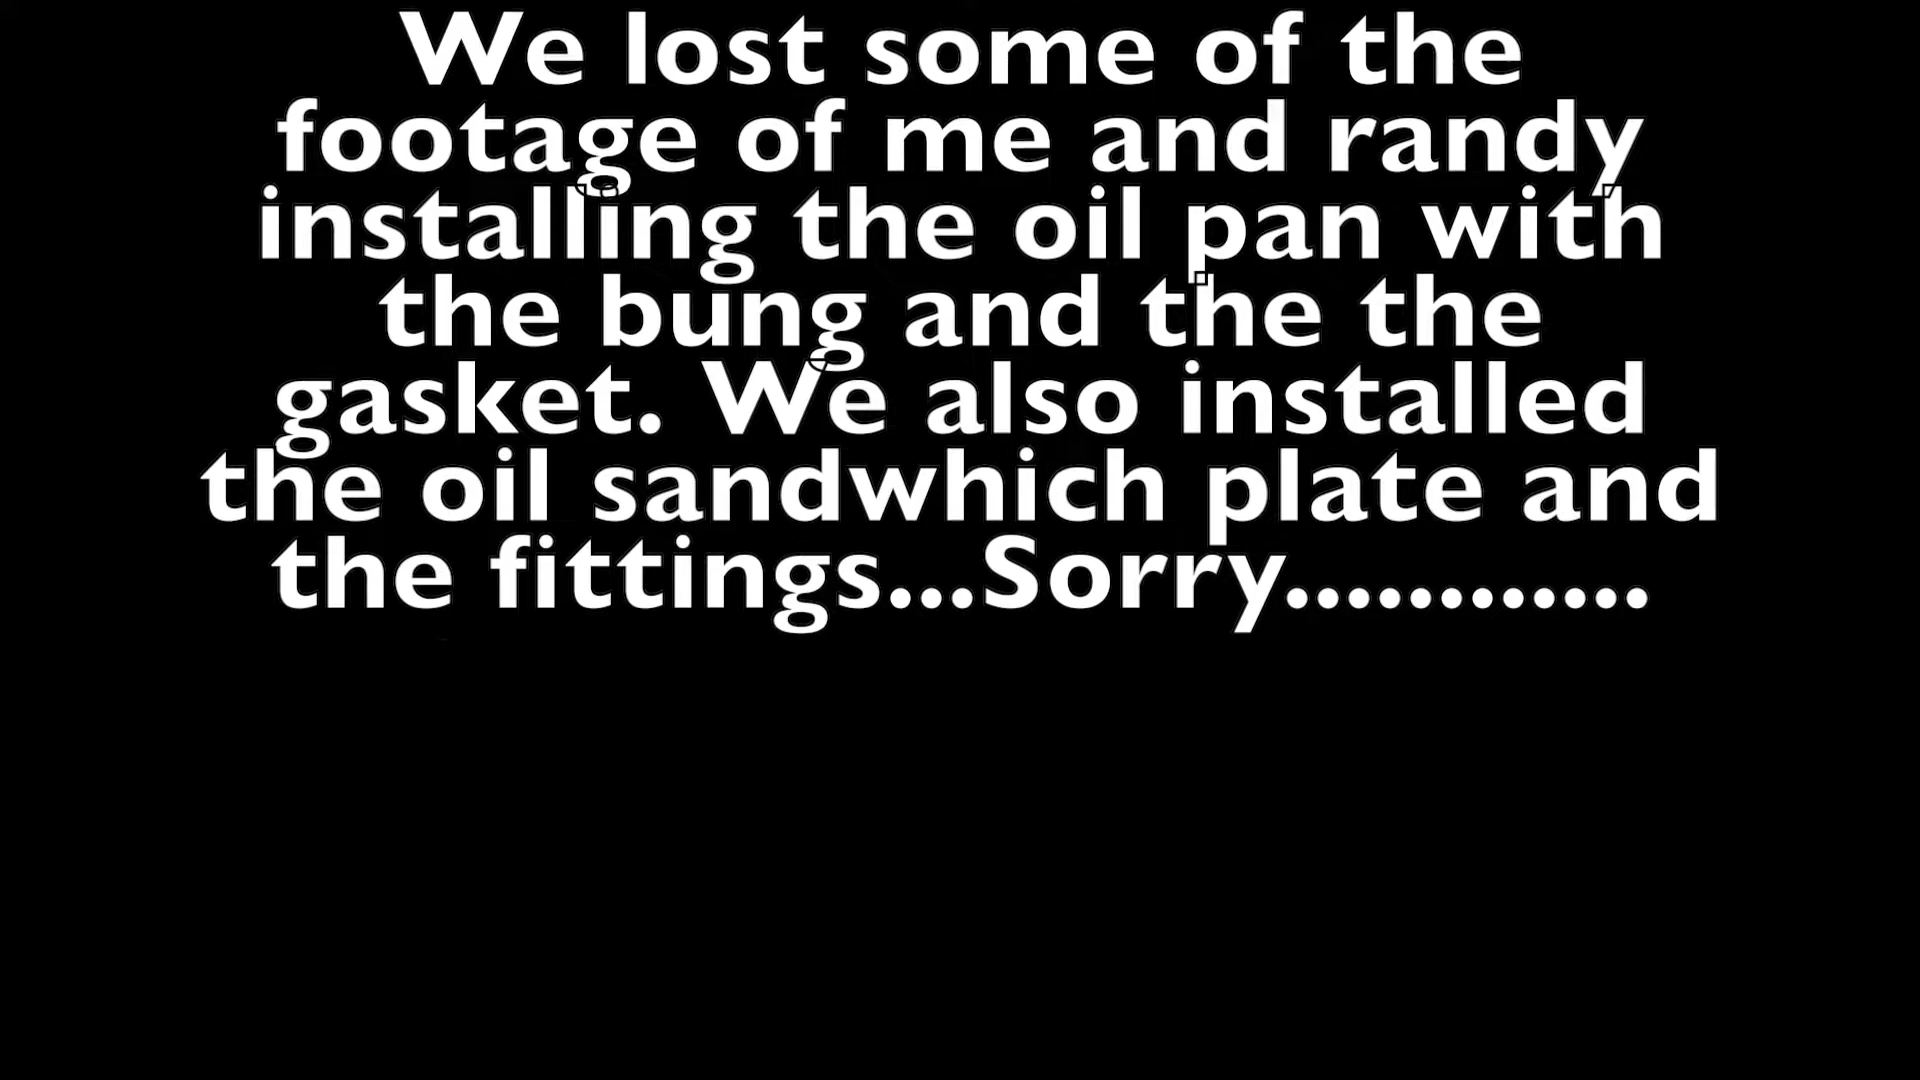 We lost some of the
footage of me and randy
installing the oil pan with
the bung and the the
gasket. We also installed
the oil sandwhich plate and
the fittings...Sorry............